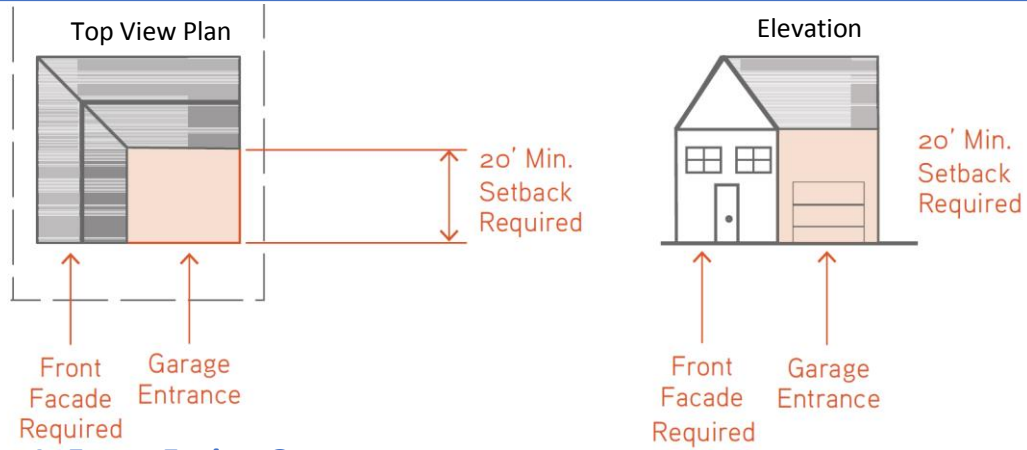 Top View Plan
Elevation
20' Min.
Setback
Required
20' Min.
Setback
Required
Front
Facade
Required
Garage
Entrance
Front
Facade
Required
Garage
Entrance